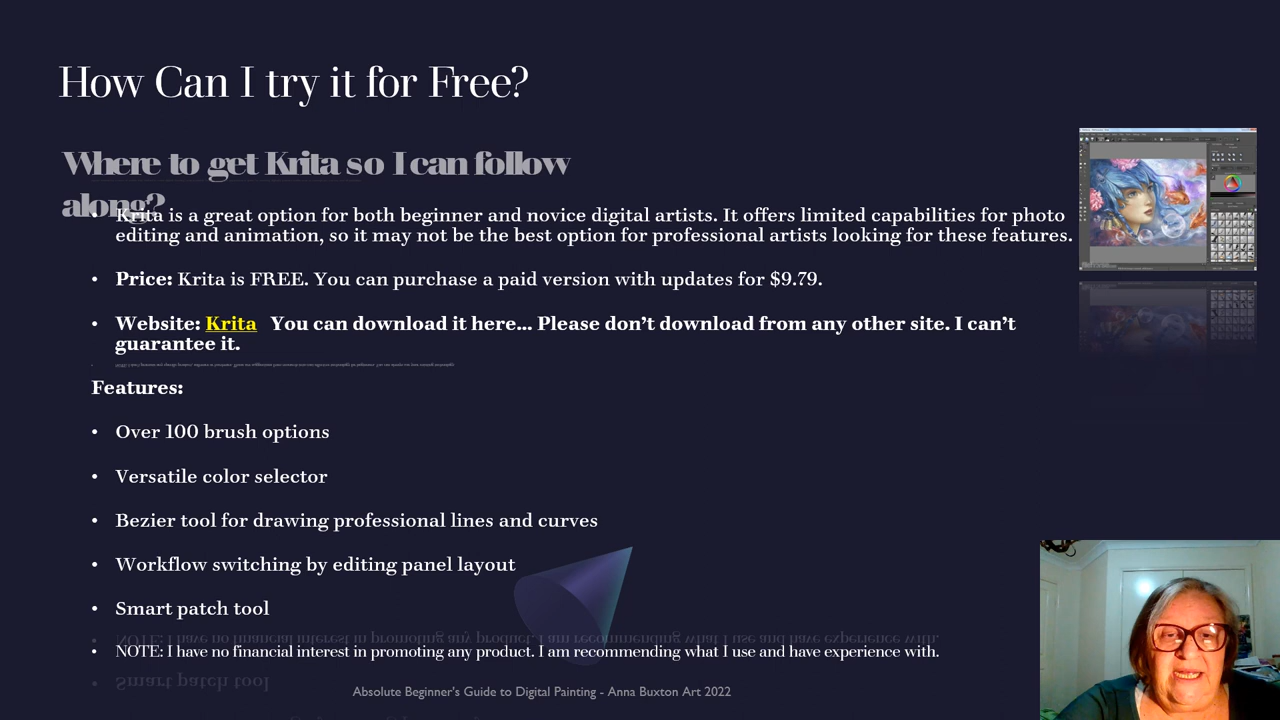 How Can I try it for Free?
Where to get Krita so I can follow
along?
• Krita is a great option for both beginner and novice digital artists. It offers limited capabilities for photo
editing and animation, so it may not be the best option for professional artists looking for these features.
• Price: Krita is FREE. You can purchase a paid version with updates for $9.79.
• Website: Krita You can download it here... Please don't download from any other site. I can't
guarantee it.
Features:
• Over 100 brush options
• Versatile color selector
• Bezier tool for drawing professional lines and curves
• Workflow switching by editing panel layout
• Smart patch tool
• NOTE: I have no financial interest in promoting any product. I am recommending what I use and have experience with.
Absolute Beginner's Guide to Digital Painting - Anna Buxton Art 2022